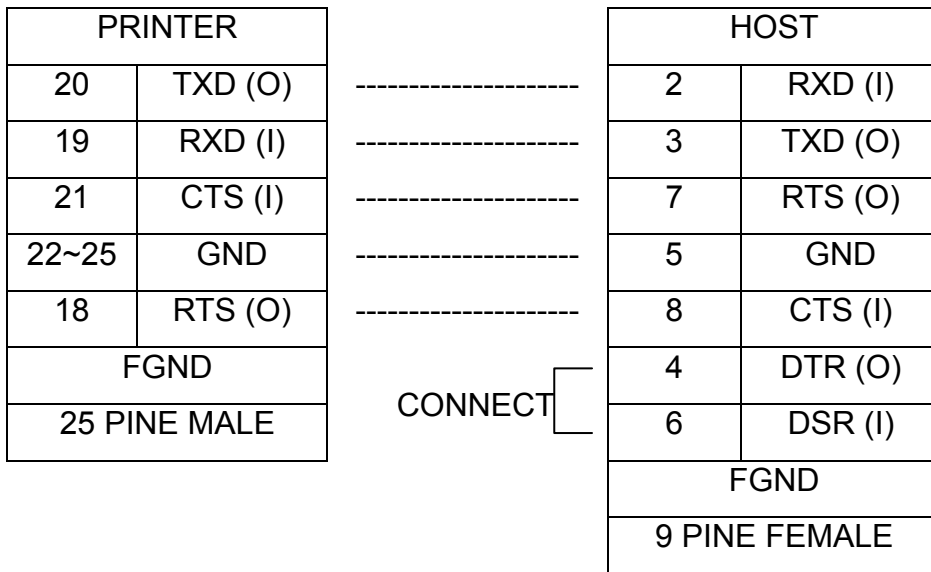 PRINTER HOST
20 TXD (O) --------------------- 2 RXD (I)
19 RXD (I) --------------------- 3 TXD (O)
21 CTS (I) --------------------- 7 RTS (O)
22~25 GND --------------------- 5 GND
18 RTS (O) --------------------- 8 CTS (I)
FGND 4 DTR (O)
CONNECT
25 PINE MALE 6 DSR (I)
FGND
9 PINE FEMALE